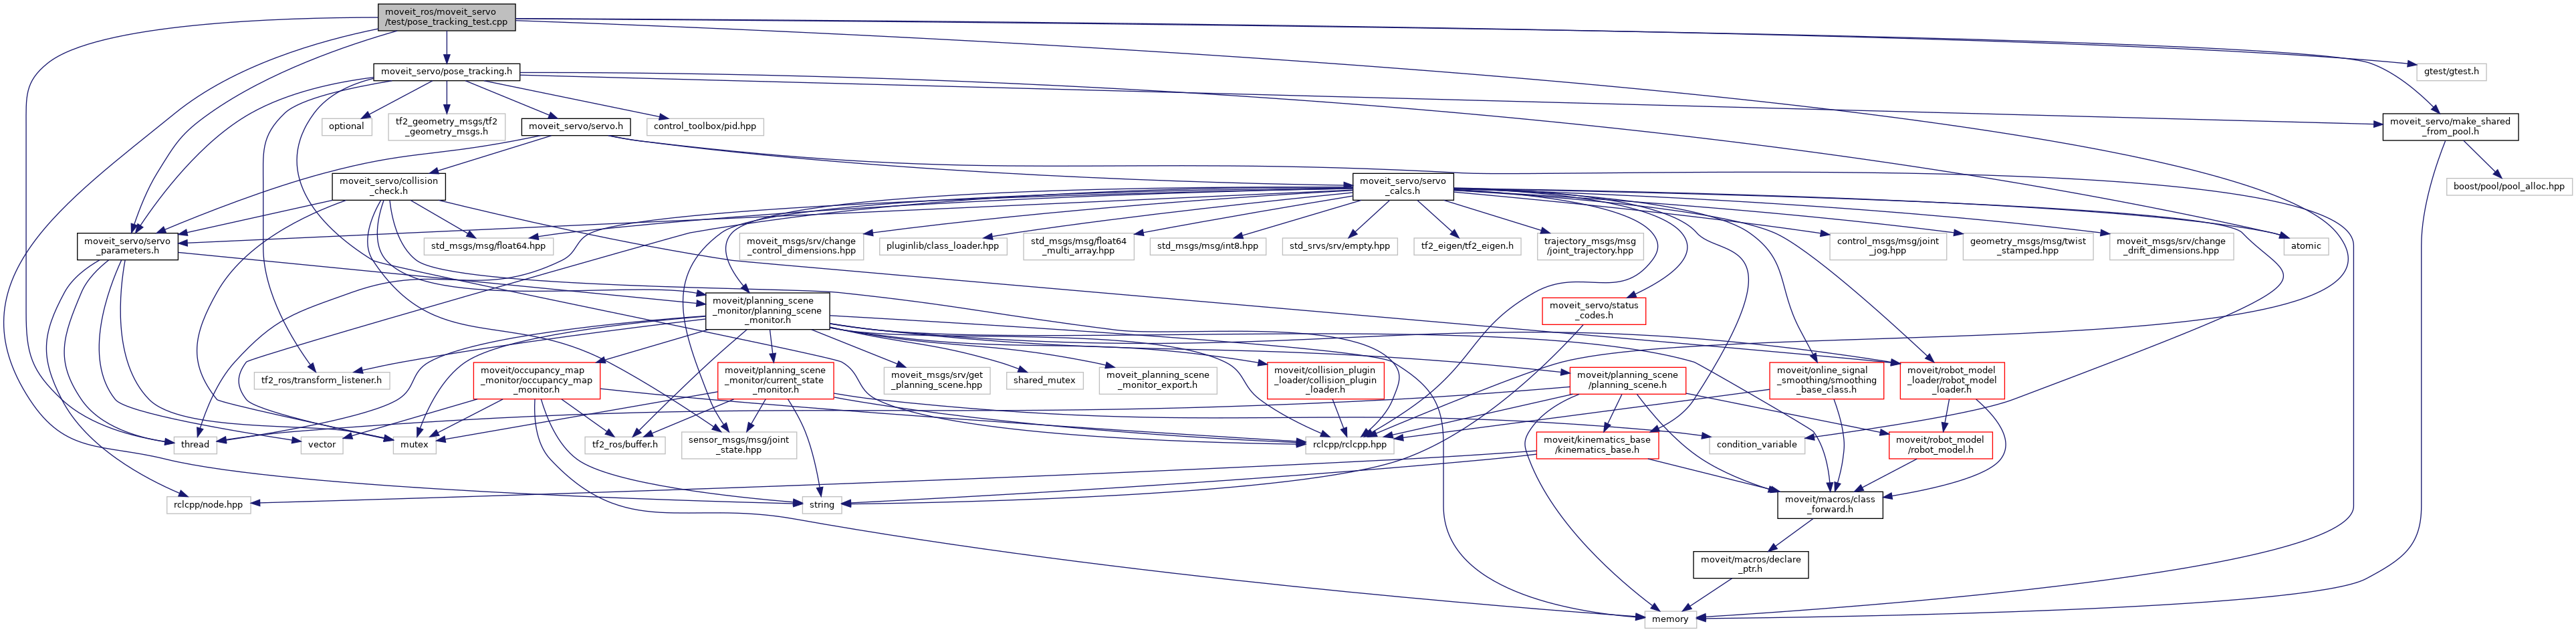 moveit_ros/moveit_servo
/test/pose_tracking_test.cpp
moveit_servo/pose_tracking.h
gtest/gtest.h
optional
tf2_geometry_msgs/tf2
_geometry_msgs.h
moveit_servo/servo.h
control_toolbox/pid.hpp
moveit_servo/make_shared
_from_pool.h
moveit_servo/collision
_check.h
moveit_servo/servo
_calcs.h
boost/pool/pool_alloc.hpp
moveit_servo/servo
_parameters.h
std_msgs/msg/float64.hpp
moveit_msgs/srv/change
_control_dimensions.hpp
pluginlib/class_loader.hpp
std_msgs/msg/float64
_multi_array.hpp
std_msgs/msg/int8.hpp
std_srvs/srv/empty.hpp
tf2_eigen/tf2_eigen.h
trajectory_msgs/msg
/joint_trajectory.hpp
control_msgs/msg/joint
_jog.hpp
geometry_msgs/msg/twist
_stamped.hpp
moveit_msgs/srv/change
_drift_dimensions.hpp
atomic
moveit/planning_scene
_monitor/planning_scene
_monitor.h
moveit_servo/status
_codes.h
tf2_ros/transform_listener.h
moveit/occupancy_map
_monitor/occupancy_map
_monitor.h
moveit/planning_scene
_monitor/current_state
_monitor.h
moveit_msgs/srv/get
_planning_scene.hpp
shared_mutex
moveit_planning_scene
_monitor_export.h
moveit/collision_plugin
_loader/collision_plugin
_loader.h
moveit/planning_scene
/planning_scene.h
moveit/online_signal
_smoothing/smoothing
_base_class.h
moveit/robot_model
_loader/robot_model
_loader.h
thread
vector
mutex
tf2_ros/buffer.h
sensor_msgs/msg/joint
_state.hpp
rclcpp/rclcpp.hpp
moveit/kinematics_base
/kinematics_base.h
condition_variable
moveit/robot_model
/robot_model.h
rclcpp/node.hpp
string
moveit/macros/class
_forward.h
moveit/macros/declare
_ptr.h
memory